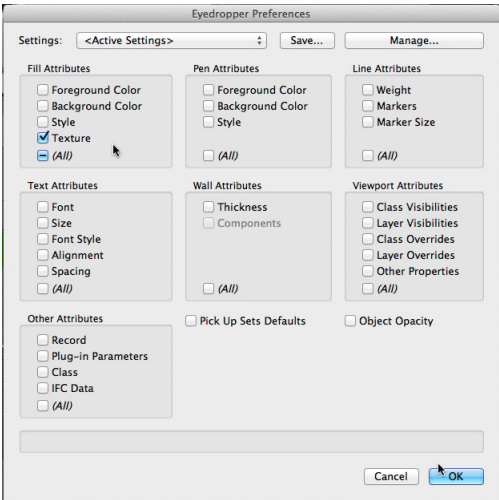 Eyedropper Preferences
Settings: <Active Settings> Save... Manage...
Fill Attributes
Foreground Color
Background Color
Style
Texture
(All)
Pen Attributes
Foreground Color
Background Color
Style
(All)
Line Attributes
Weight
Markers
Marker Size
(All)
Text Attributes
Font
Size
Font Style
Alignment
Spacing
(All)
Wall Attributes
Thickness
Components
(All)
Viewport Attributes
Class Visibilities
Layer Visibilities
Class Overrides
Layer Overrides
Other Properties
(All)
Other Attributes
Record
Plug-in Parameters
Class
IFC Data
(All)
Pick Up Sets Defaults
Object Opacity
Cancel OK